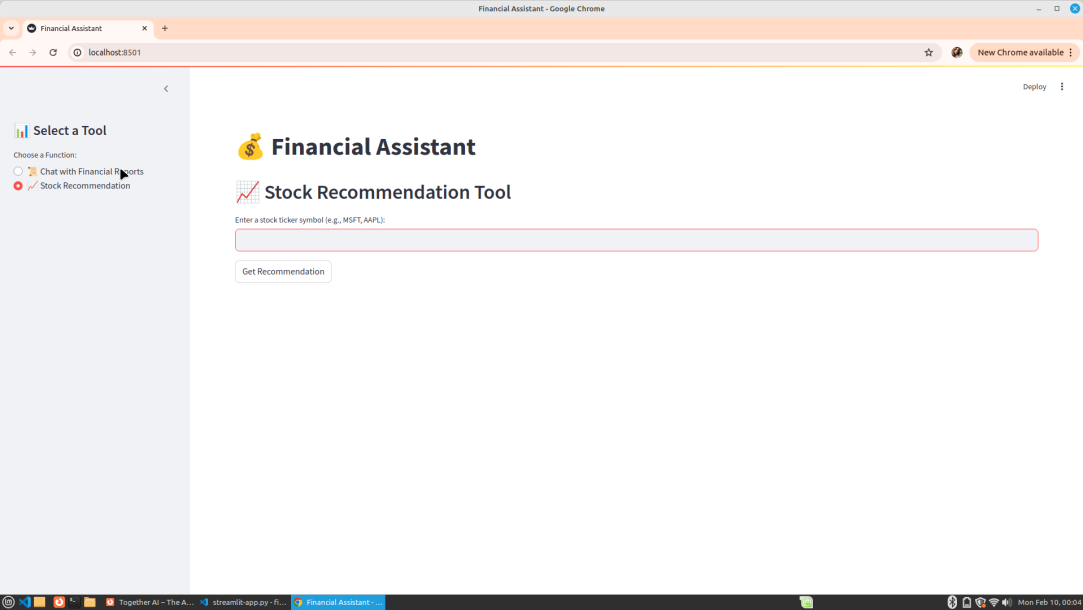 Financial Assistant - Google Chrome
Financial Assistant
localhost:8501
New Chrome available
Deploy
Select a Tool
Choose a Function:
Chat with Financial Reports
Stock Recommendation
Financial Assistant
Stock Recommendation Tool
Enter a stock ticker symbol (e.g., MSFT, AAPL):
Get Recommendation
Together AI – The A... streamlit-app.py - fi... Financial Assistant - ... Mon Feb 10, 00:04